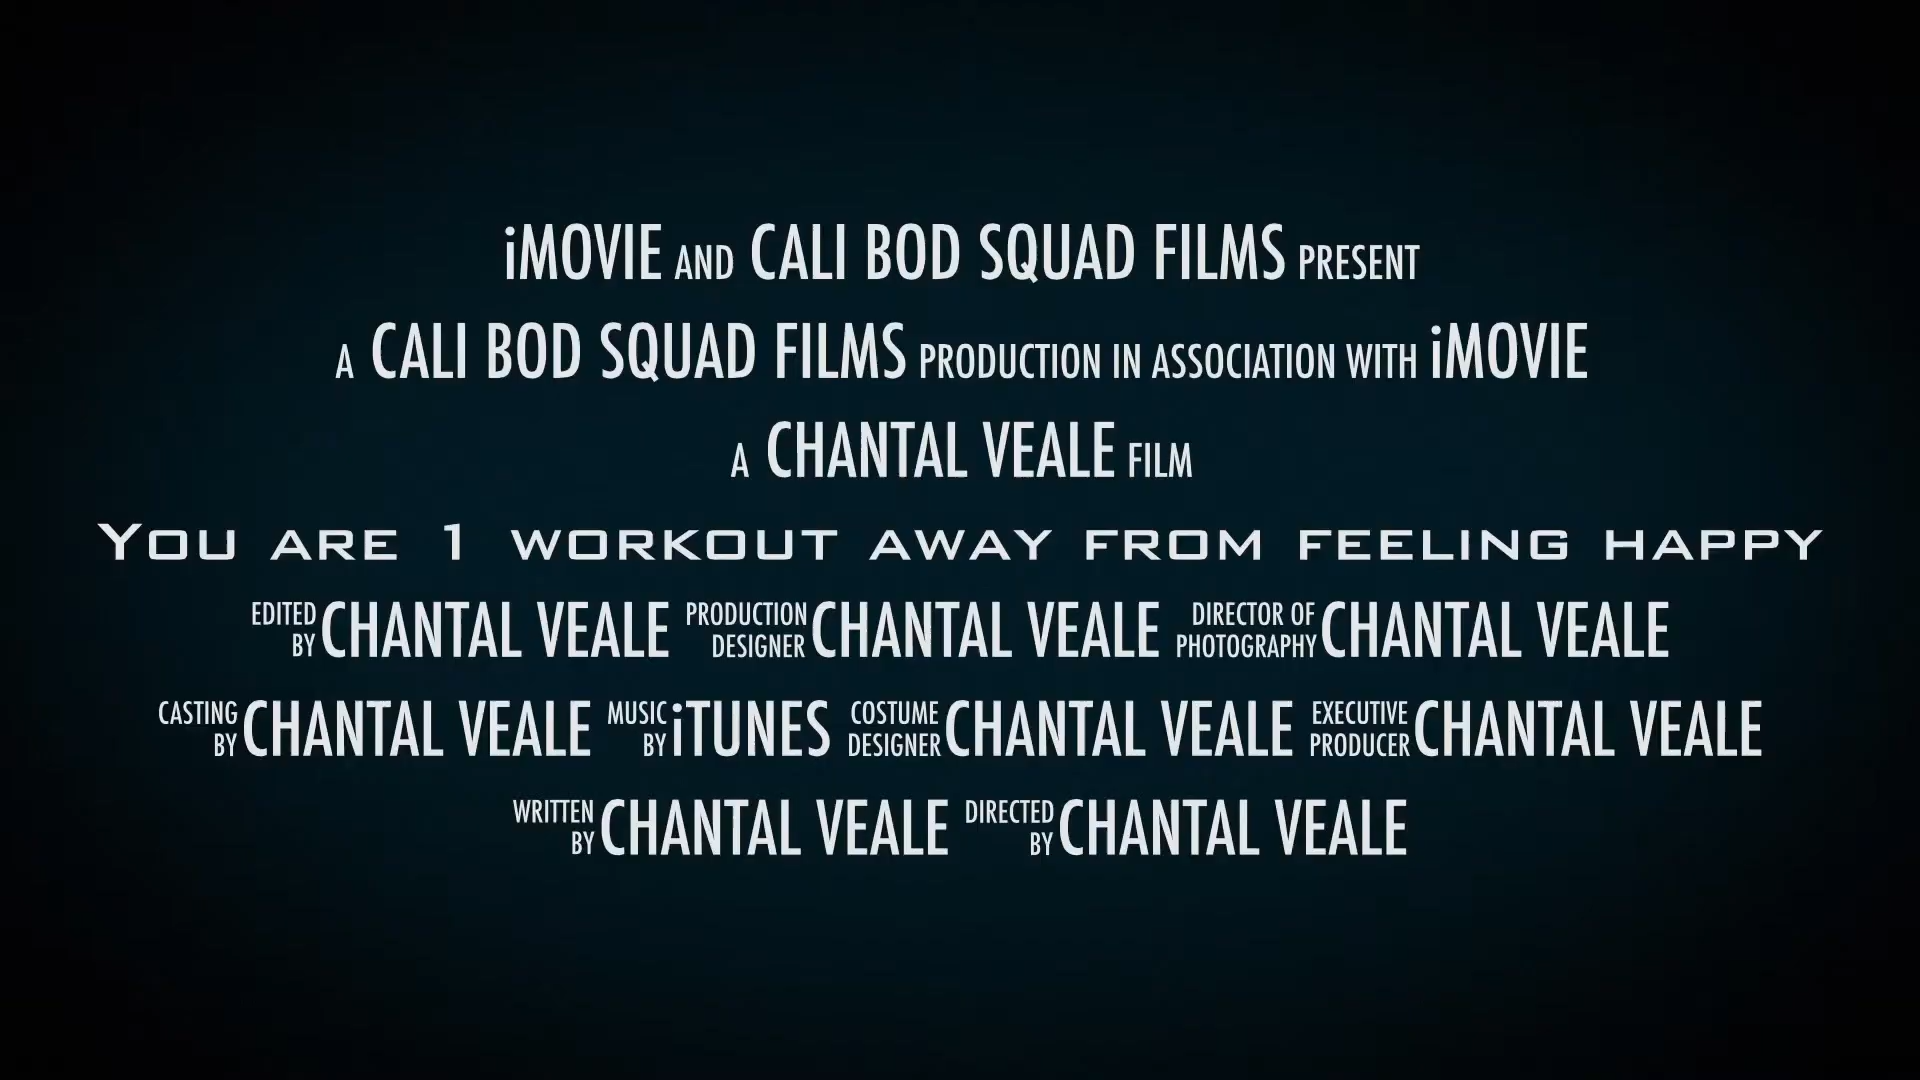 iMOVIE AND CALI BOD SQUAD FILMS PRESENT
A CALI BOD SQUAD FILMS PRODUCTION IN ASSOCIATION WITH iMOVIE
A CHANTAL VEALE FILM
YOU ARE 1 WORKOUT AWAY FROM FEELING HAPPY
EDITED BY CHANTAL VEALE PRODUCTION DESIGNER CHANTAL VEALE DIRECTOR OF PHOTOGRAPHY CHANTAL VEALE
CASTING BY CHANTAL VEALE MUSIC BY iTUNES COSTUME DESIGNER CHANTAL VEALE EXECUTIVE PRODUCER CHANTAL VEALE
WRITTEN BY CHANTAL VEALE DIRECTED BY CHANTAL VEALE